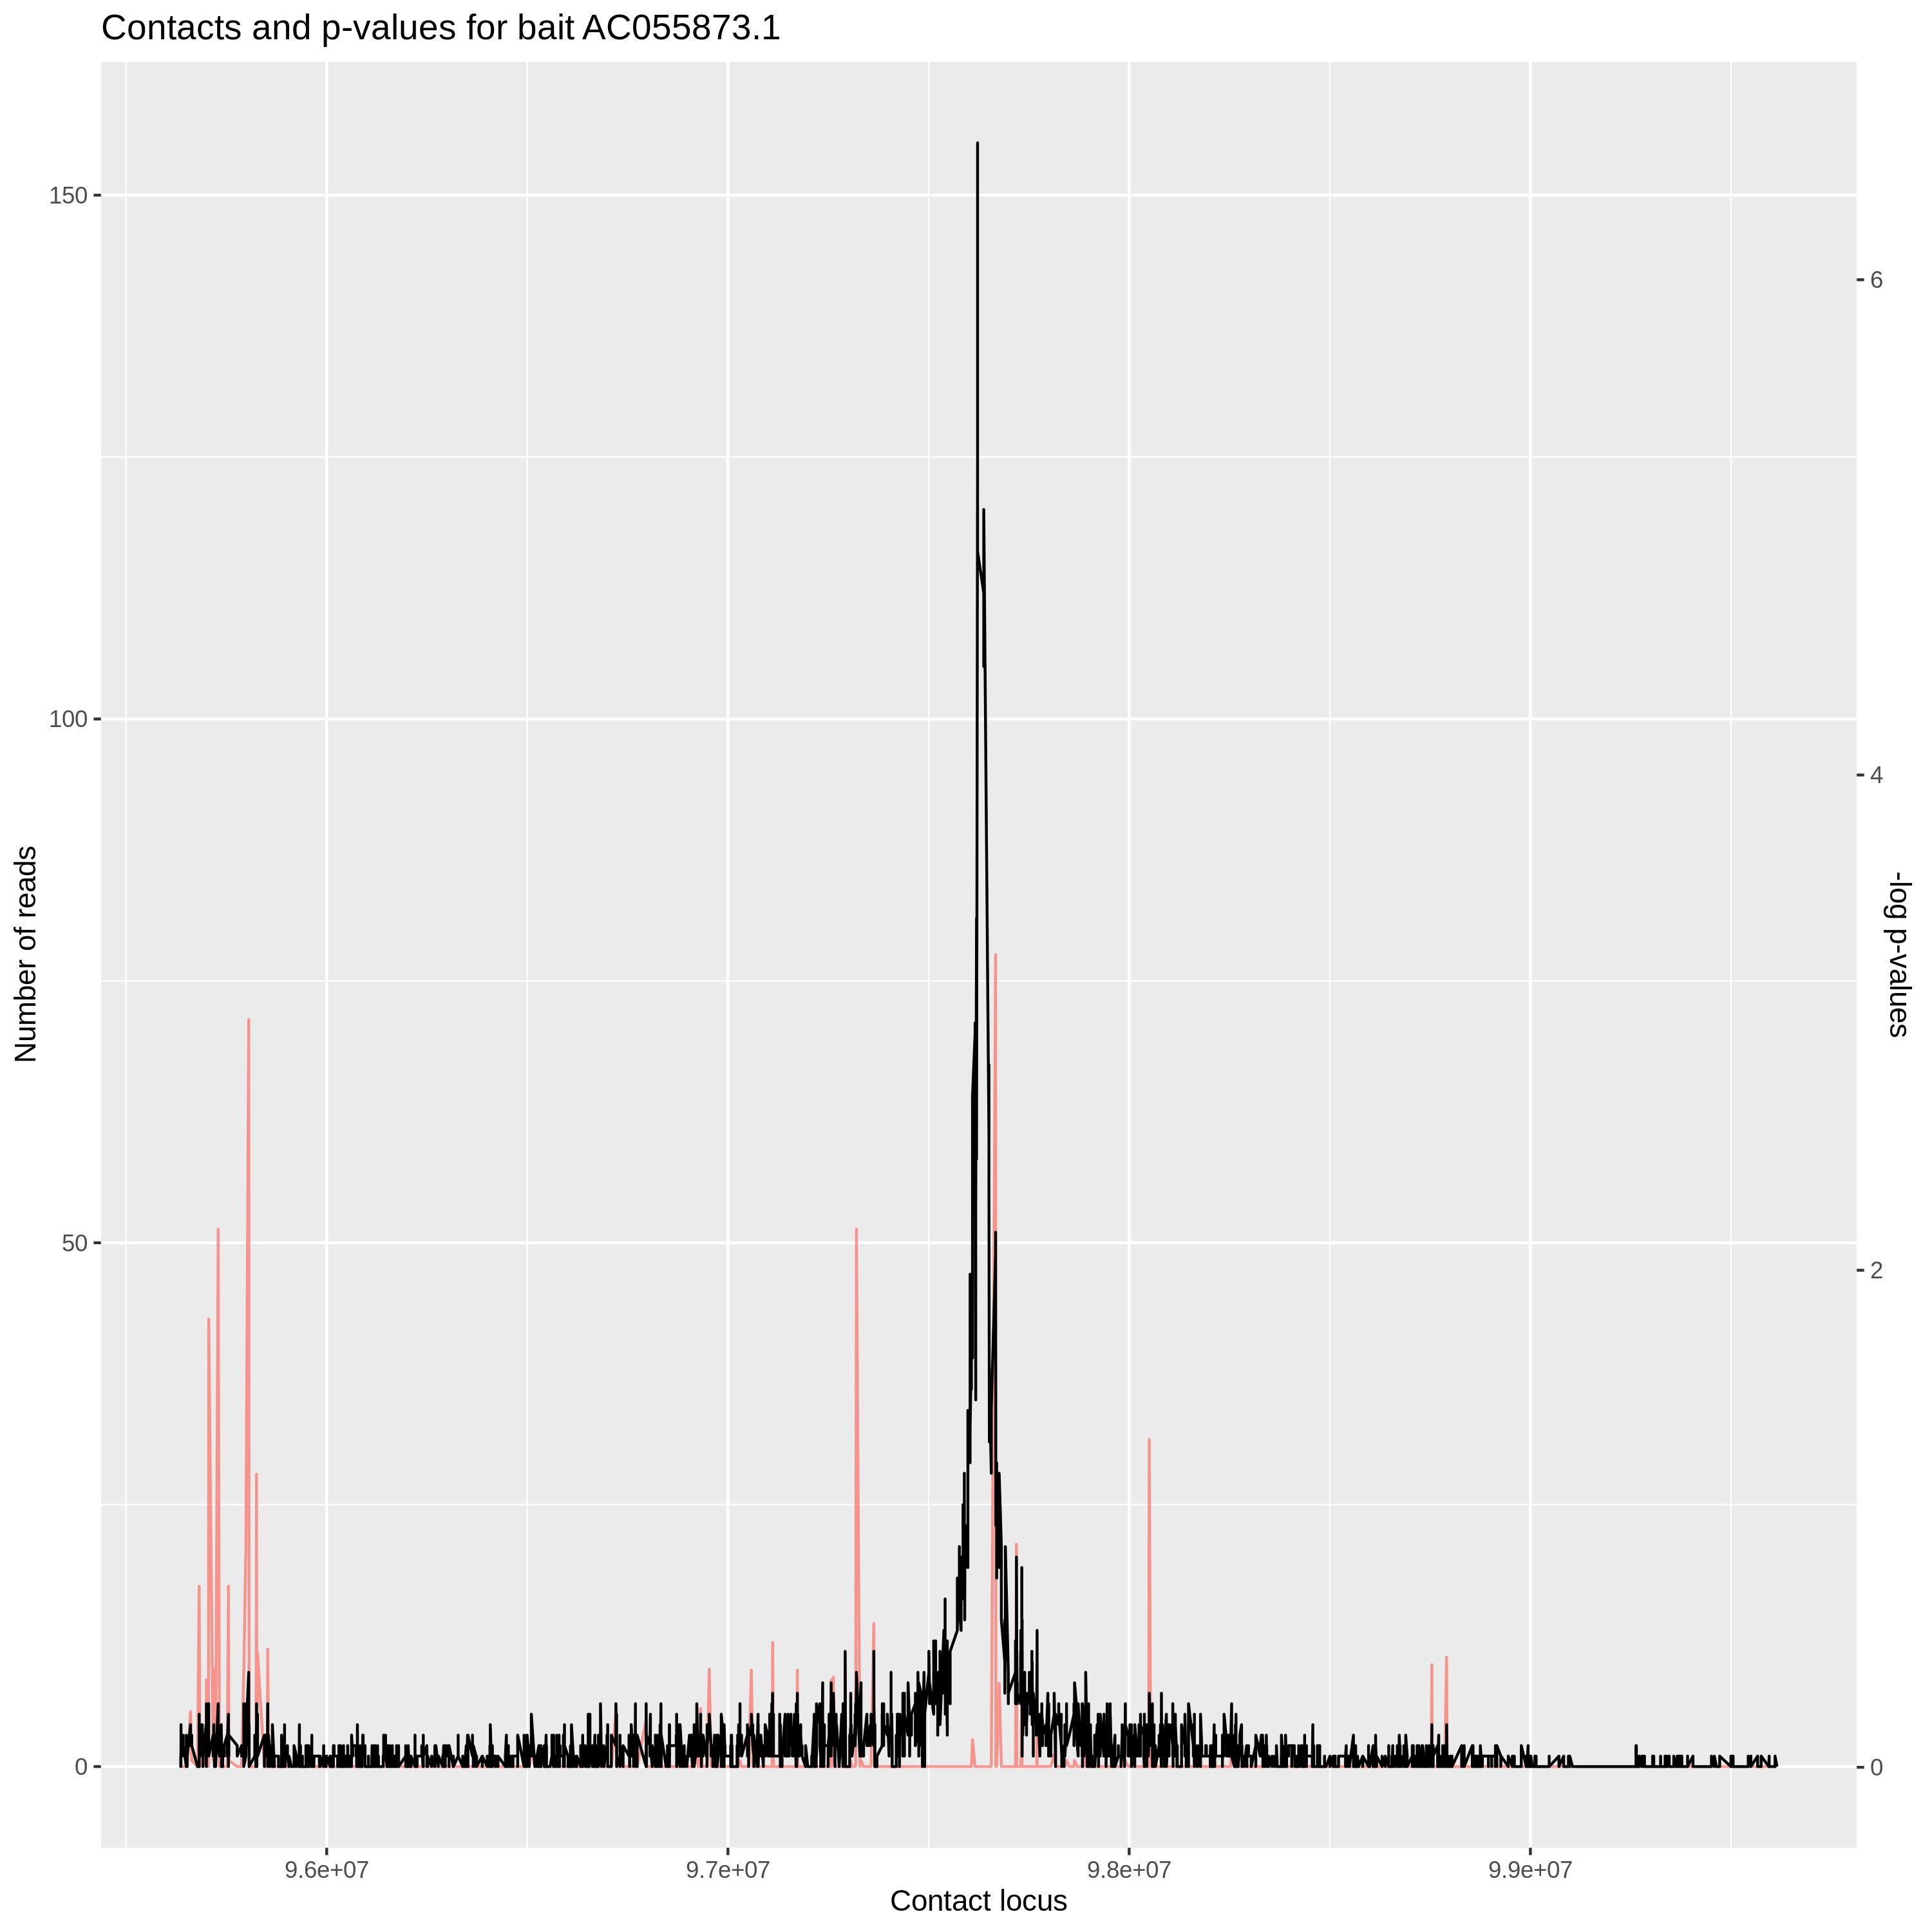 Contacts and p-values for bait AC055873.1
150
100
50
0
Number of reads
6
4
2
0
-log p-values
9.6e+07
9.7e+07
9.8e+07
9.9e+07
Contact locus